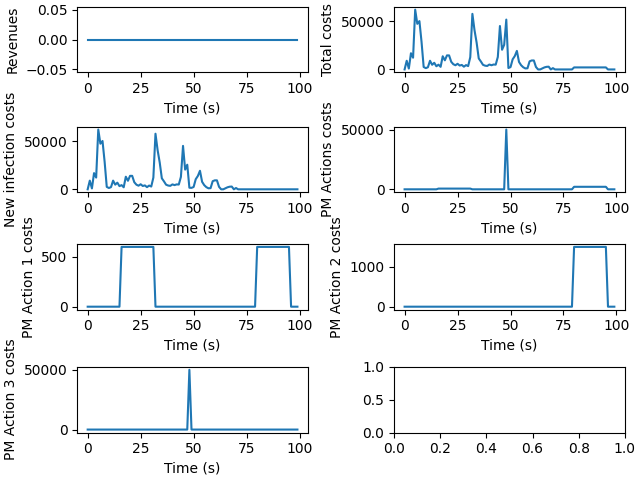 Revenues
0.05
0.00
−0.05
0 25 50 75 100
Time (s)
Total costs
50000
0
0 25 50 75 100
Time (s)
New infection costs
50000
0
0 25 50 75 100
Time (s)
PM Actions costs
50000
0
0 25 50 75 100
Time (s)
PM Action 1 costs
500
0
0 25 50 75 100
Time (s)
PM Action 2 costs
1000
0
0 25 50 75 100
Time (s)
PM Action 3 costs
50000
0
0 25 50 75 100
Time (s)
1.0
0.5
0.0
0.0 0.2 0.4 0.6 0.8 1.0